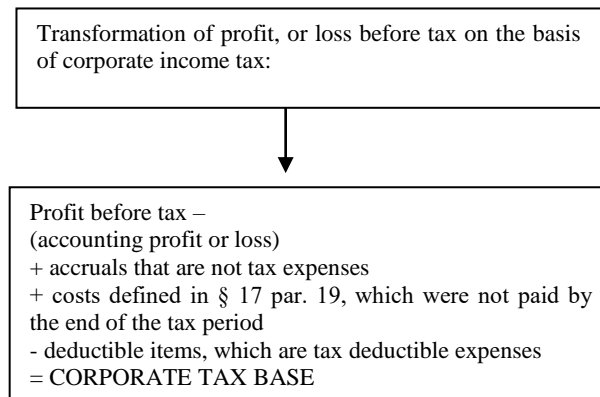 Transformation of profit, or loss before tax on the basis
of corporate income tax:
Profit before tax –
(accounting profit or loss)
+ accruals that are not tax expenses
+ costs defined in § 17 par. 19, which were not paid by
the end of the tax period
- deductible items, which are tax deductible expenses
= CORPORATE TAX BASE